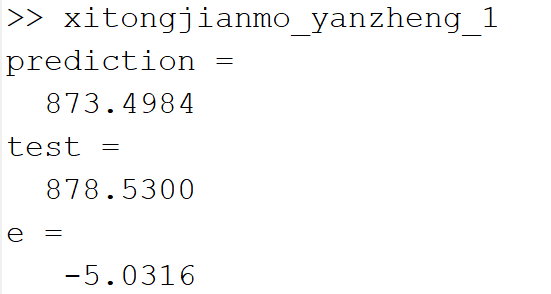 >> xitongjianmo_yanzheng_1
prediction =
873.4984
test =
878.5300
e =
-5.0316